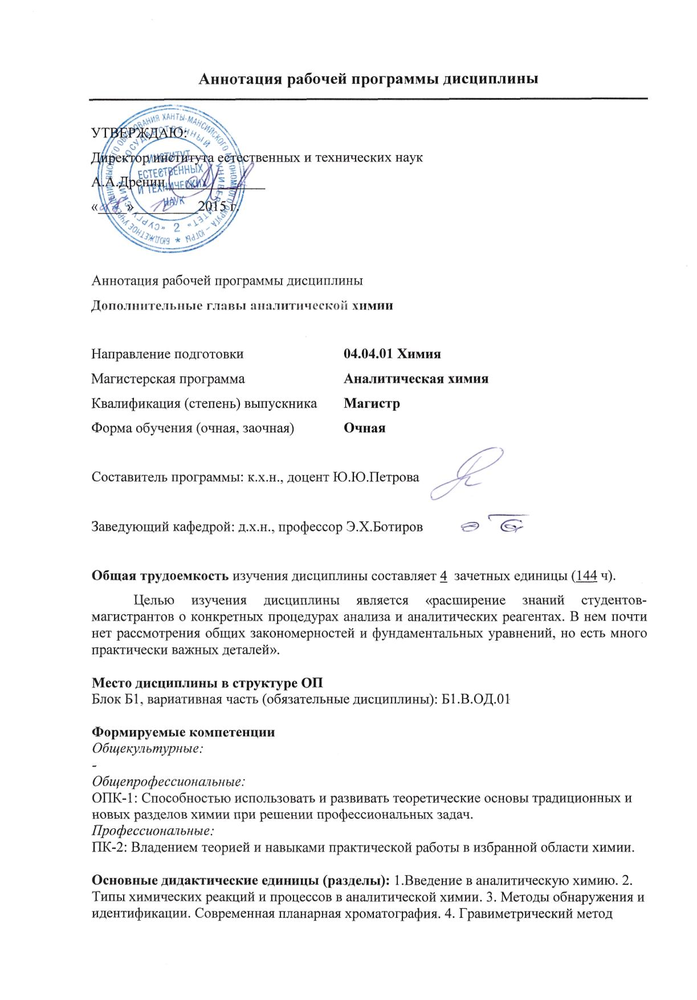 Аннотация рабочей программы дисциплины
УТВЕРЖДАЮ:
Директор института естественных и технических наук
А.А.Дренин
« » 2015 г.
БЮДЖЕТНОЕ УЧРЕЖДЕНИЕ ВЫСШЕГО ОБРАЗОВАНИЯ ХАНТЫ-МАНСИЙСКОГО АВТОНОМНОГО ОКРУГА – ЮГРЫ *
«СУРГУТСКИЙ ГОСУДАРСТВЕННЫЙ УНИВЕРСИТЕТ» 2
ИНСТИТУТ
ЕСТЕСТВЕННЫХ
И ТЕХНИЧЕСКИХ
НАУК
Аннотация рабочей программы дисциплины
Дополнительные главы аналитической химии
Направление подготовки 04.04.01 Химия
Магистерская программа Аналитическая химия
Квалификация (степень) выпускника Магистр
Форма обучения (очная, заочная) Очная
Составитель программы: к.х.н., доцент Ю.Ю.Петрова
Заведующий кафедрой: д.х.н., профессор Э.Х.Ботиров
Общая трудоемкость изучения дисциплины составляет 4 зачетных единицы (144 ч).
Целью изучения дисциплины является «расширение знаний студентов-
магистрантов о конкретных процедурах анализа и аналитических реагентах. В нем почти
нет рассмотрения общих закономерностей и фундаментальных уравнений, но есть много
практически важных деталей».
Место дисциплины в структуре ОП
Блок Б1, вариативная часть (обязательные дисциплины): Б1.В.ОД.01
Формируемые компетенции
Общекультурные:
-
Общепрофессиональные:
ОПК-1: Способностью использовать и развивать теоретические основы традиционных и
новых разделов химии при решении профессиональных задач.
Профессиональные:
ПК-2: Владением теорией и навыками практической работы в избранной области химии.
Основные дидактические единицы (разделы): 1.Введение в аналитическую химию. 2.
Типы химических реакций и процессов в аналитической химии. 3. Методы обнаружения и
идентификации. Современная планарная хроматография. 4. Гравиметрический метод